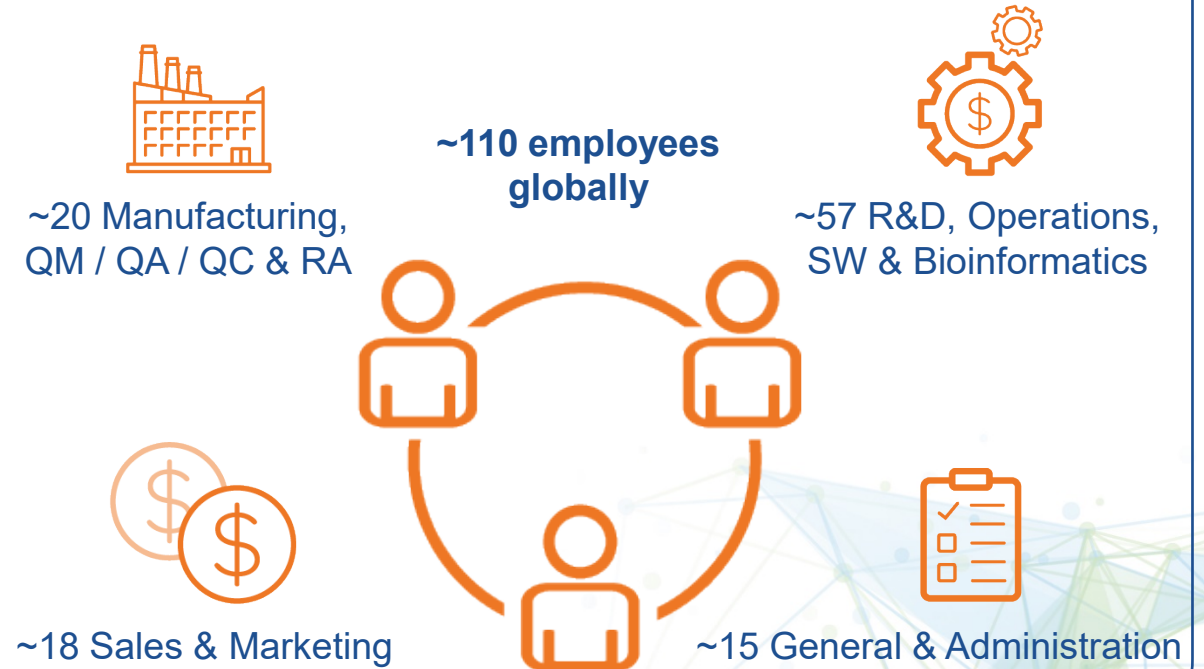 ~110 employees
globally
~20 Manufacturing,
QM / QA / QC & RA
~57 R&D, Operations,
SW & Bioinformatics
~18 Sales & Marketing
~15 General & Administration